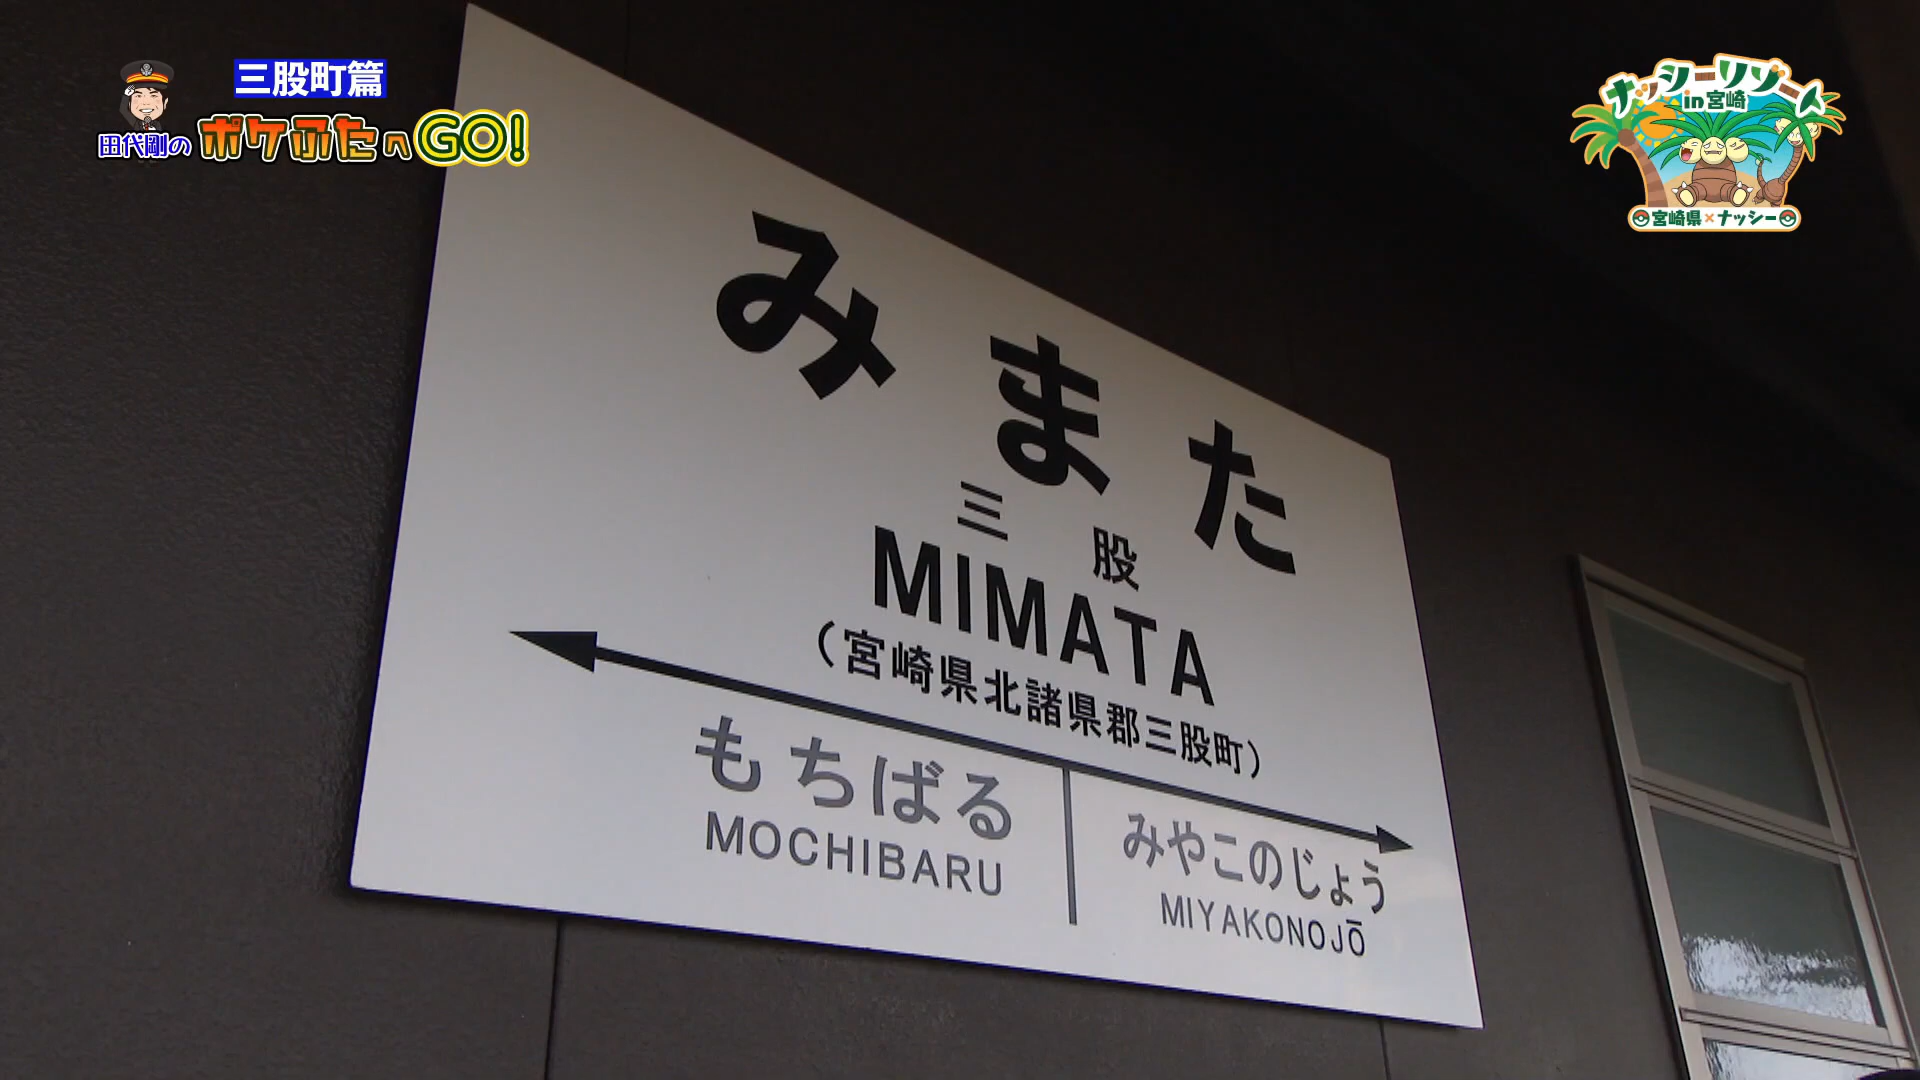 三股町篇
田代剛の ポケふたへGO!
ナッシーリゾート
in宮崎
宮崎県×ナッシー
みまた
三股
MIMATA
(宮崎県北諸県郡三股町)
もちばる みやこのじょう
MOCHIBARU MIYAKONOJŌ